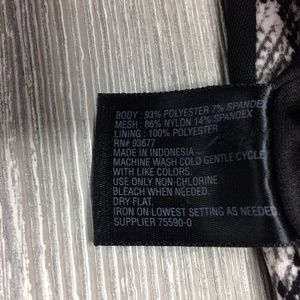 BODY : 93% POLYESTER 7% SPANDEX
MESH : 86% NYLON 14% SPANDEX
LINING : 100% POLYESTER
RN# 93677
MADE IN INDONESIA
MACHINE WASH COLD GENTLE CYCLE
WITH LIKE COLORS.
USE ONLY NON-CHLORINE
BLEACH WHEN NEEDED.
DRY FLAT.
IRON ON LOWEST SETTING AS NEEDED
SUPPLIER 75590-0